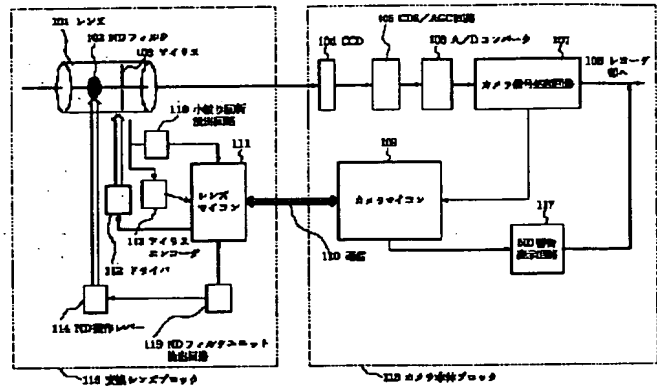 101 レンズ
102 NDフィルタ
103 アイリス
104 CCD
105 CDS/AGC回路
106 A/Dコンバータ
107
カメラ信号処理回路
108 レコーダ
部へ
109
カメラマイコン
110 通信
111
レンズ
マイコン
112 ドライバ
アイリス
エンコーダ
114 ND操作レバー
NDフィルタユニット
検出回路
117
ND警告
表示回路
小絞り回折
検出回路
交換レンズブロック
カメラ本体ブロック